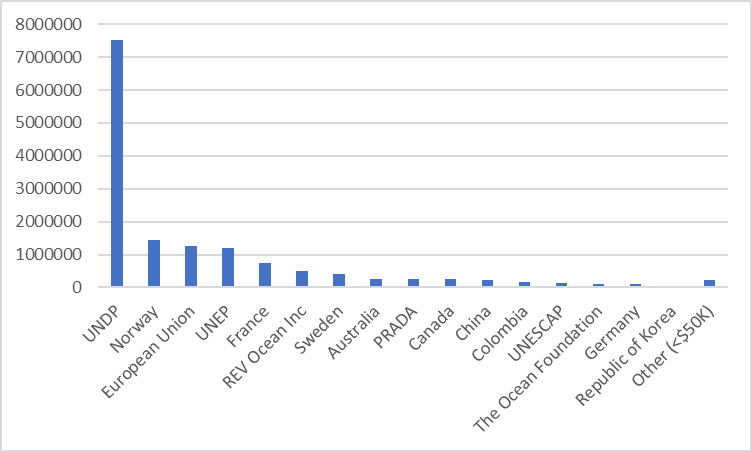 8000000
7000000
6000000
5000000
4000000
3000000
2000000
1000000
0
UNDP
Norway
European Union
UNEP
France
REV Ocean Inc
Sweden
Australia
PRADA
Canada
China
Colombia
UNESCAP
The Ocean Foundation
Germany
Republic of Korea
Other (<$50K)